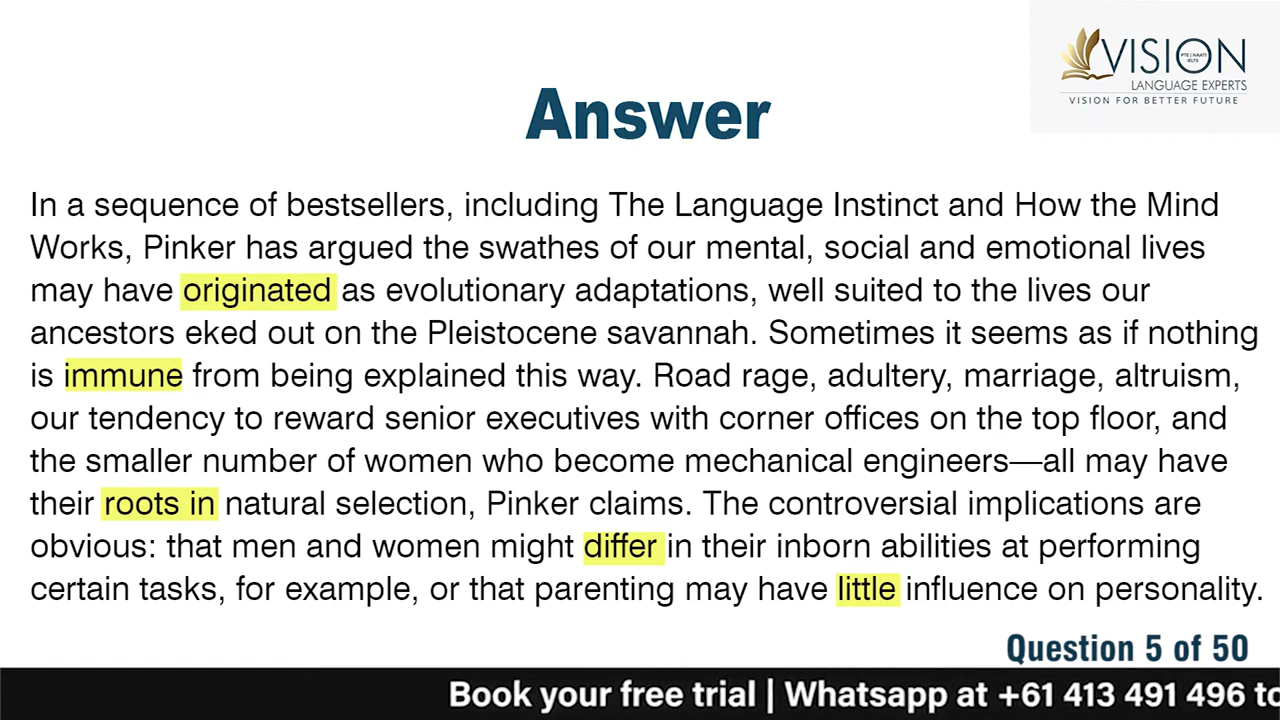 VISION
PTE | NAATI
IELTS
LANGUAGE EXPERTS
VISION FOR BETTER FUTURE
Answer
In a sequence of bestsellers, including The Language Instinct and How the Mind
Works, Pinker has argued the swathes of our mental, social and emotional lives
may have originated as evolutionary adaptations, well suited to the lives our
ancestors eked out on the Pleistocene savannah. Sometimes it seems as if nothing
is immune from being explained this way. Road rage, adultery, marriage, altruism,
our tendency to reward senior executives with corner offices on the top floor, and
the smaller number of women who become mechanical engineers—all may have
their roots in natural selection, Pinker claims. The controversial implications are
obvious: that men and women might differ in their inborn abilities at performing
certain tasks, for example, or that parenting may have little influence on personality.
Question 5 of 50
Book your free trial | Whatsapp at +61 413 491 496 to